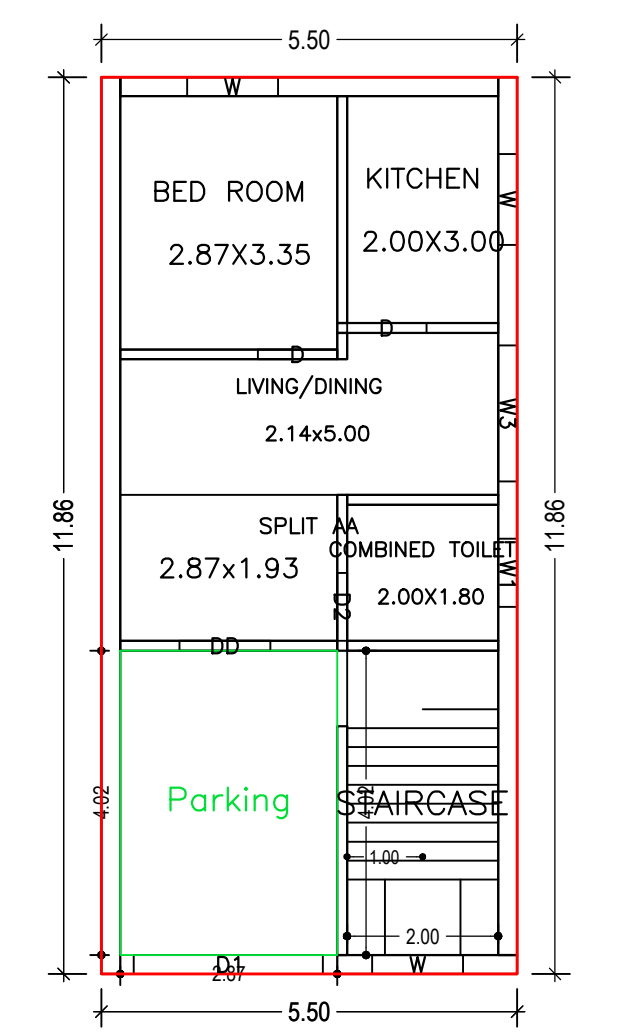 5.50
W
BED ROOM
KITCHEN
W
2.87X3.35
2.00X3.00
D
D
LIVING/DINING
W3
2.14x5.00
11.86
11.86
SPLIT AA
COMBINED TOILET
2.87x1.93
W1
2.00X1.80
D2
DD
Parking
4.02
4.02
STAIRCASE
1.00
2.00
D1
W
2.87
5.50